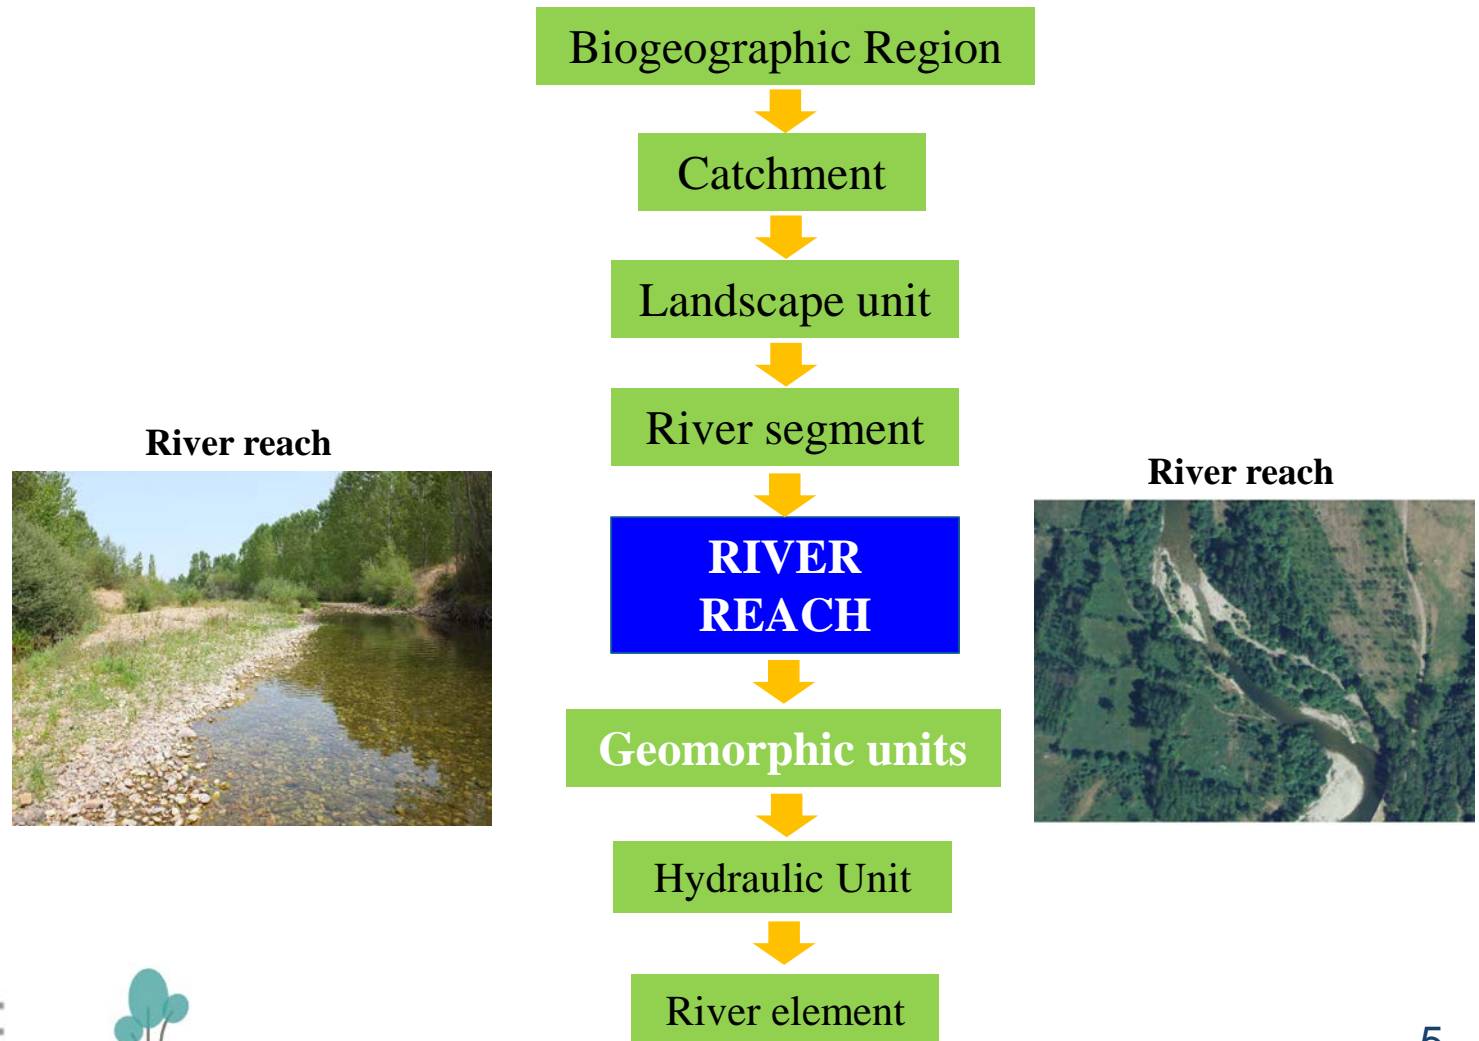 Biogeographic Region
Catchment
Landscape unit
River segment
River reach
River reach
RIVER
REACH
Geomorphic units
Hydraulic Unit
River element
5